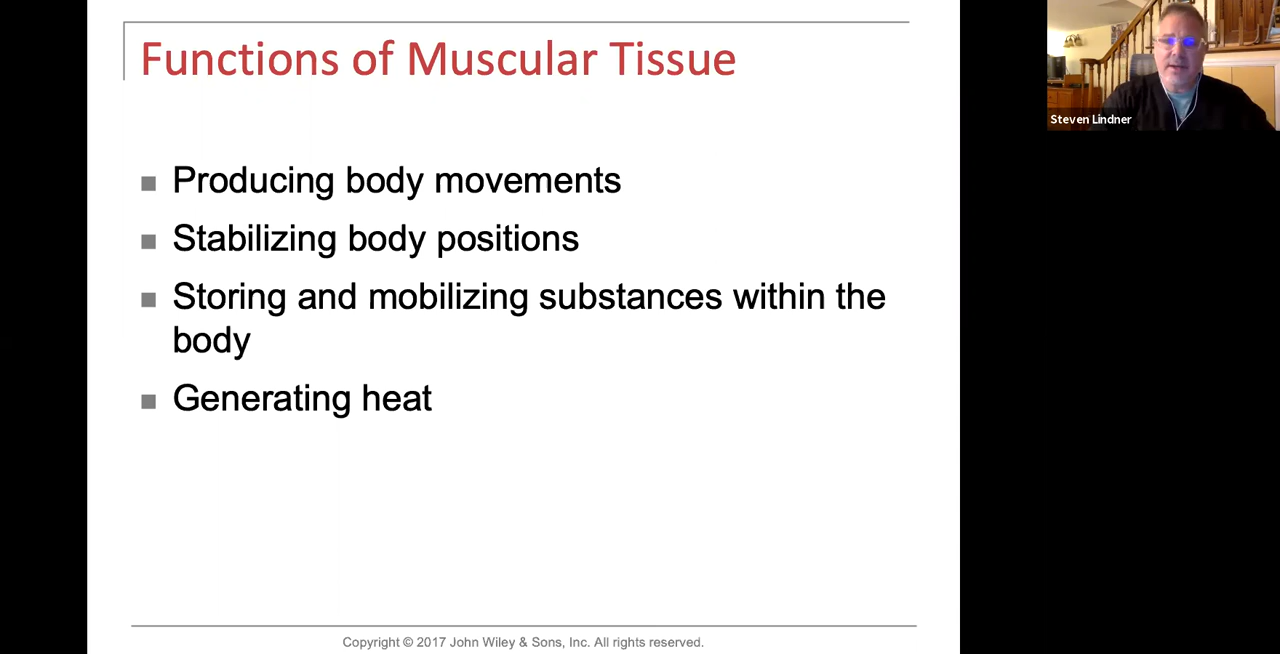 Functions of Muscular Tissue
Steven Lindner
Producing body movements
Stabilizing body positions
Storing and mobilizing substances within the
body
Generating heat
Copyright © 2017 John Wiley & Sons, Inc. All rights reserved.